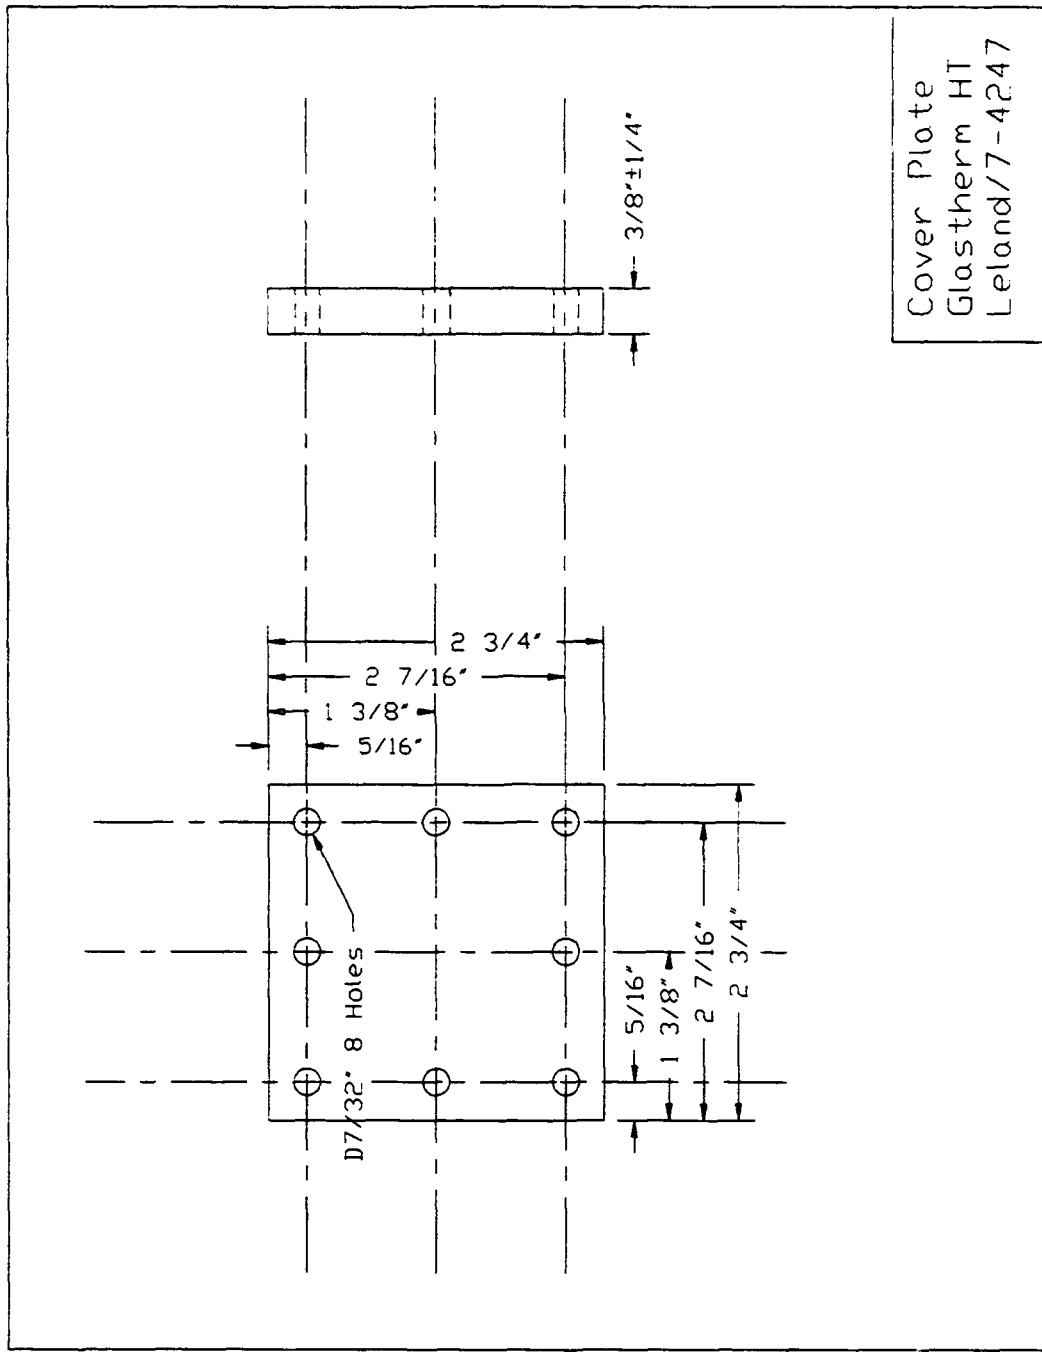 Cover Plate
Glastherm HT
Leland/7-4247
3/8"±1/4"
2 3/4"
2 7/16"
1 3/8"
5/16"
D7/32" 8 Holes
5/16"
1 3/8"
2 7/16"
2 3/4"